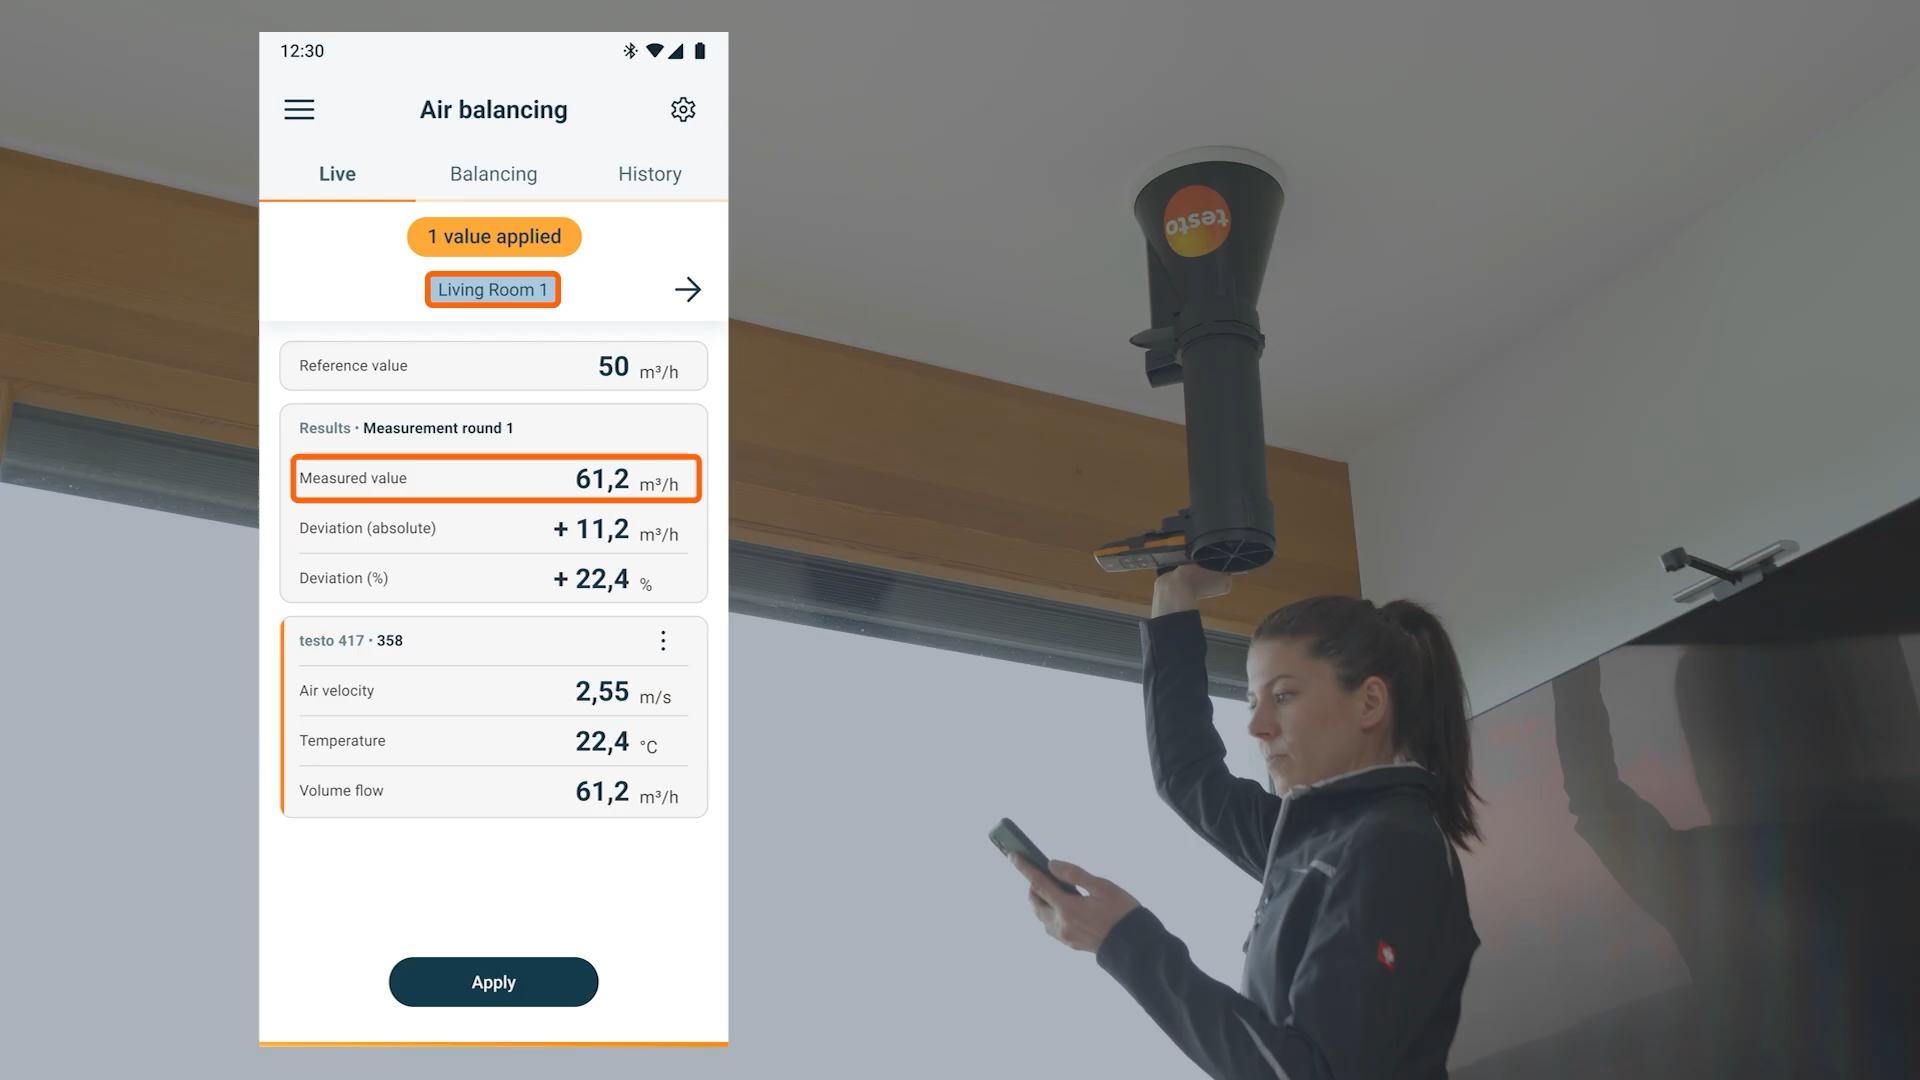 12:30
Air balancing
Live Balancing History
1 value applied
Living Room 1
Reference value 50 m³/h
Results • Measurement round 1
Measured value 61,2 m³/h
Deviation (absolute) + 11,2 m³/h
Deviation (%) + 22,4 %
testo 417 • 358
Air velocity 2,55 m/s
Temperature 22,4 °C
Volume flow 61,2 m³/h
Apply
testo